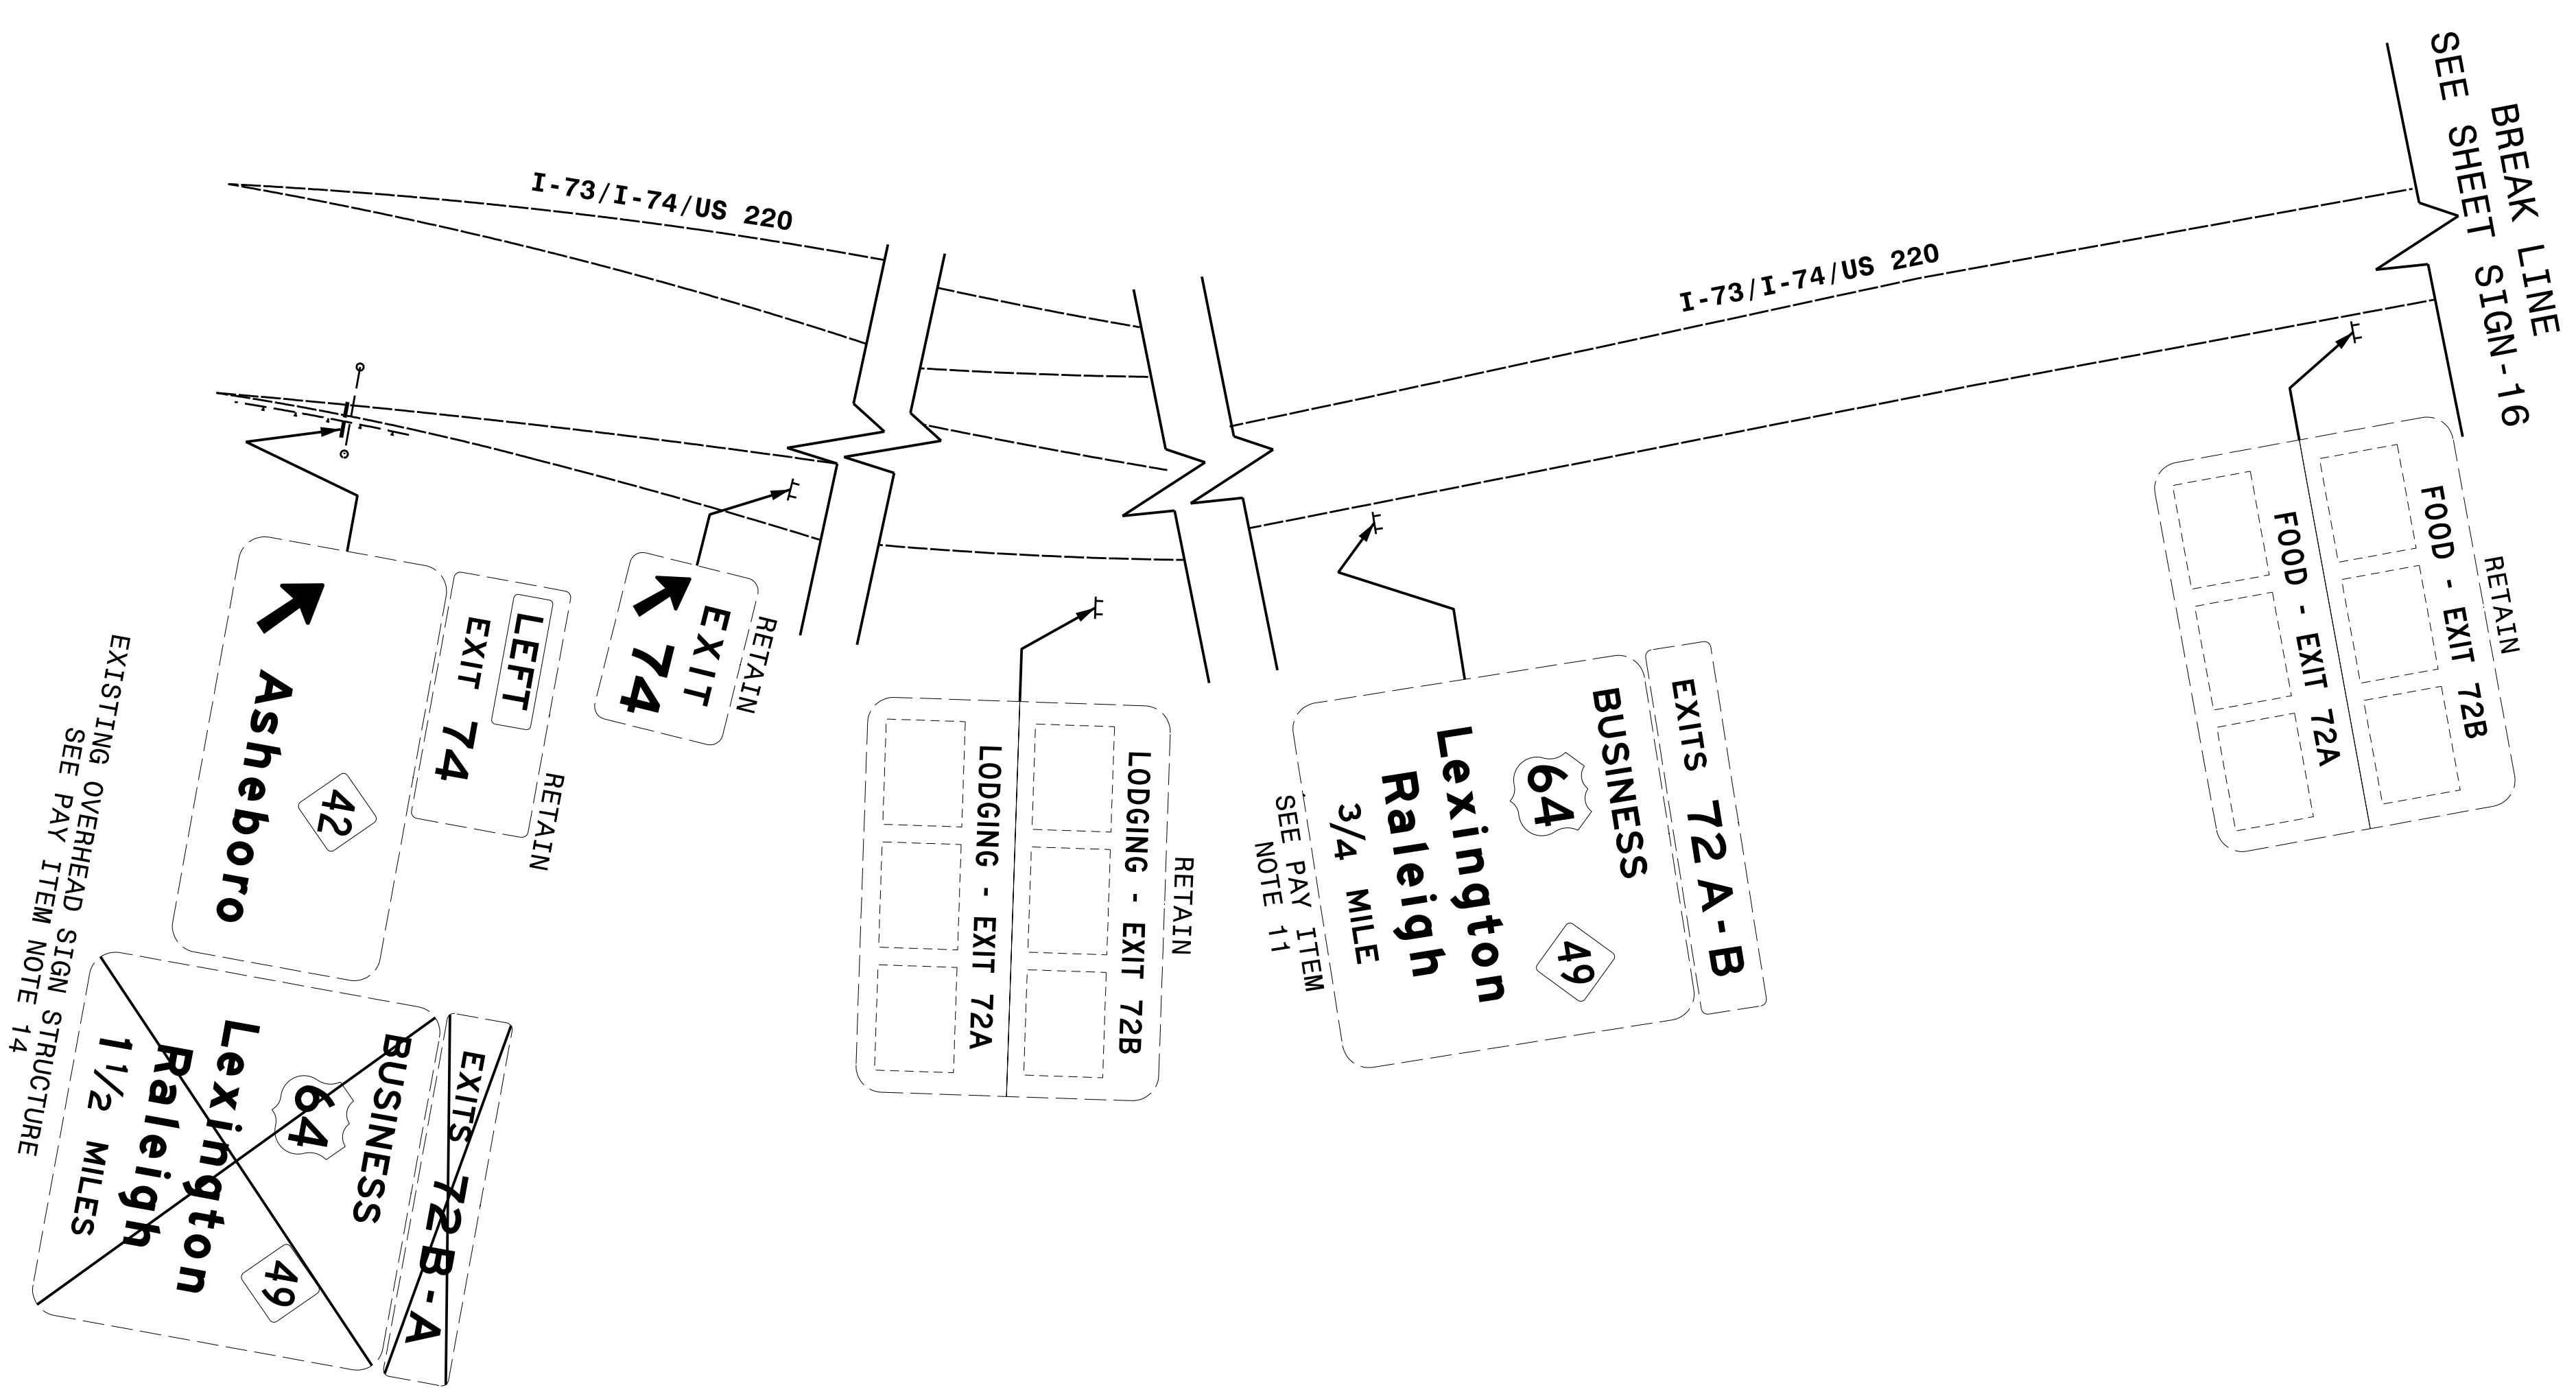 I-73/I-74/US 220
I-73/I-74/US 220
BREAK LINE
SEE SHEET SIGN-16
LEFT
EXIT 74
42
Asheboro
RETAIN
EXIT
74
RETAIN
EXISTING OVERHEAD SIGN STRUCTURE
SEE PAY ITEM NOTE 14
EXITS 72B-A
BUSINESS
64 49
Lexington
Raleigh
1 1/2 MILES
RETAIN
LODGING - EXIT 72B
LODGING - EXIT 72A
EXITS 72 A-B
BUSINESS
64 49
Lexington
Raleigh
3/4 MILE
SEE PAY ITEM
NOTE 11
RETAIN
FOOD - EXIT 72B
FOOD - EXIT 72A